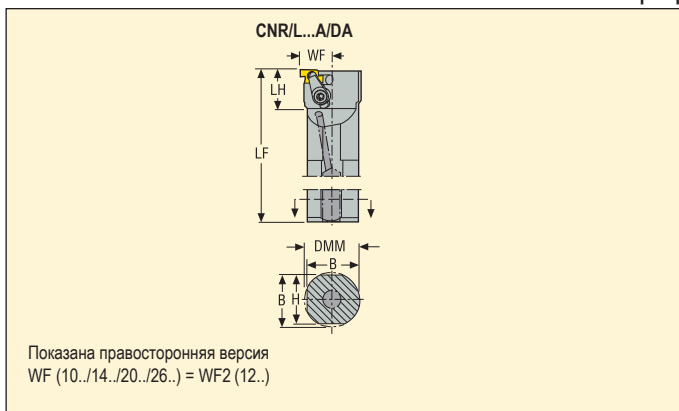 CNR/L...A/DA
WF
LH
LF
DMM
B
B H
Показана правосторонняя версия
WF (10../14../20../26..) = WF2 (12..)